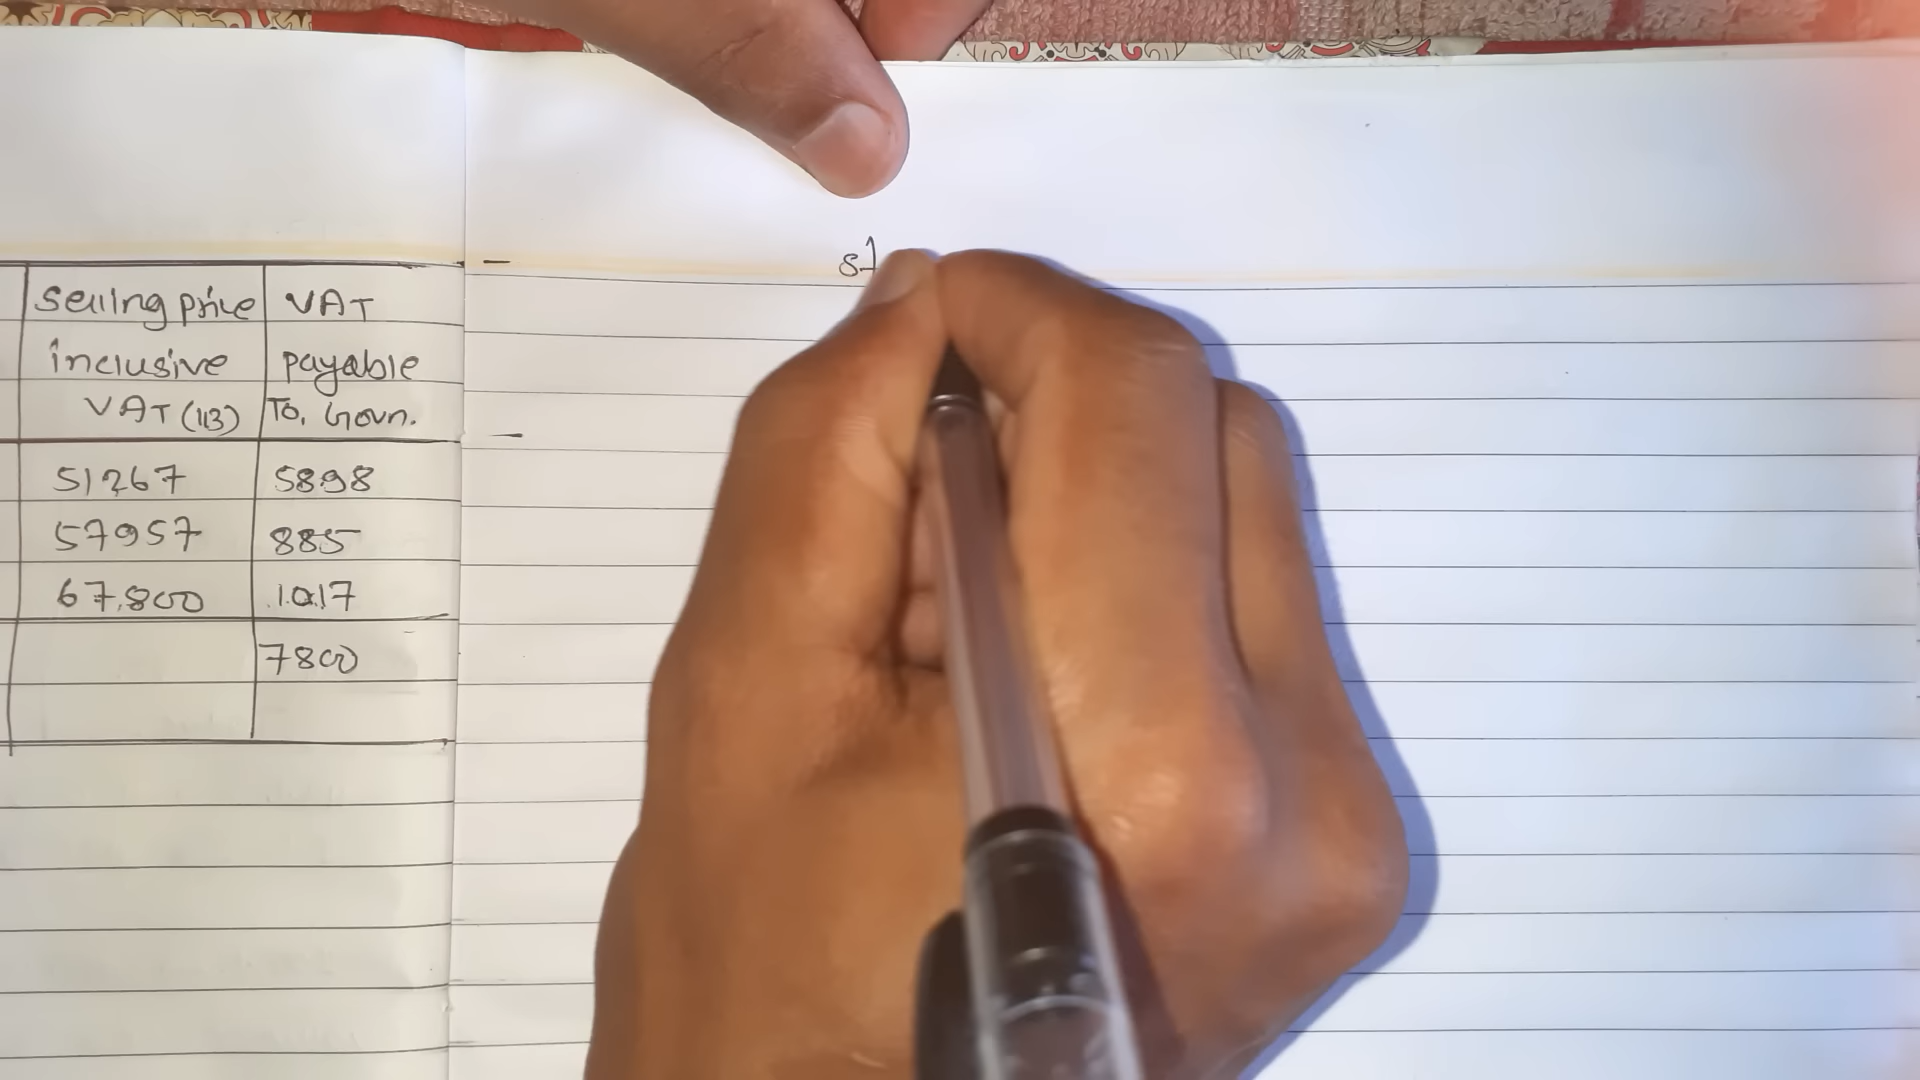 selling price VAT
inclusive payable
VAT (113) To, Govn.
51267 5898
57957 885
67,800 1017
7800